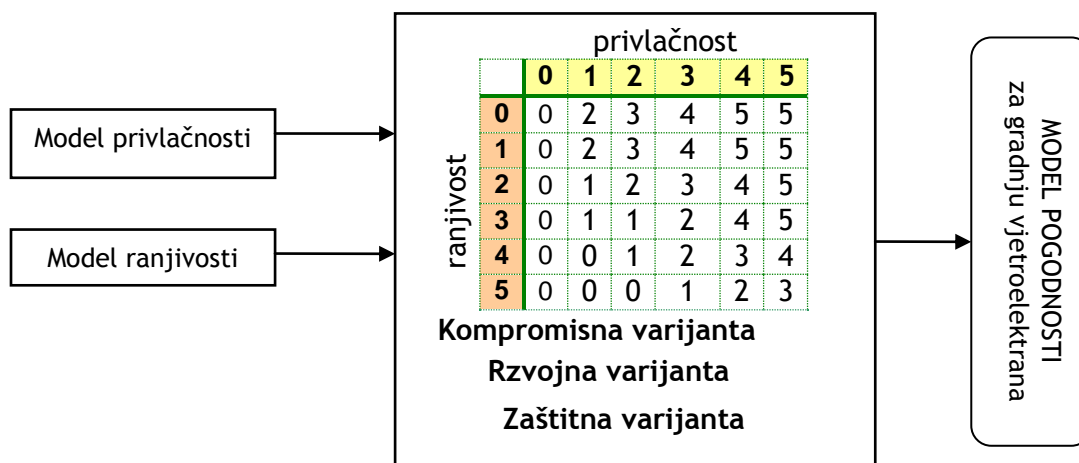 Model privlačnosti
Model ranjivosti
privlačnost
0 1 2 3 4 5
ranjivost
0 0 2 3 4 5 5
1 0 2 3 4 5 5
2 0 1 2 3 4 5
3 0 1 1 2 4 5
4 0 0 1 2 3 4
5 0 0 0 1 2 3
Kompromisna varijanta
Rzvojna varijanta
Zaštitna varijanta
MODEL POGODNOSTI
za gradnju vjetroelektrana